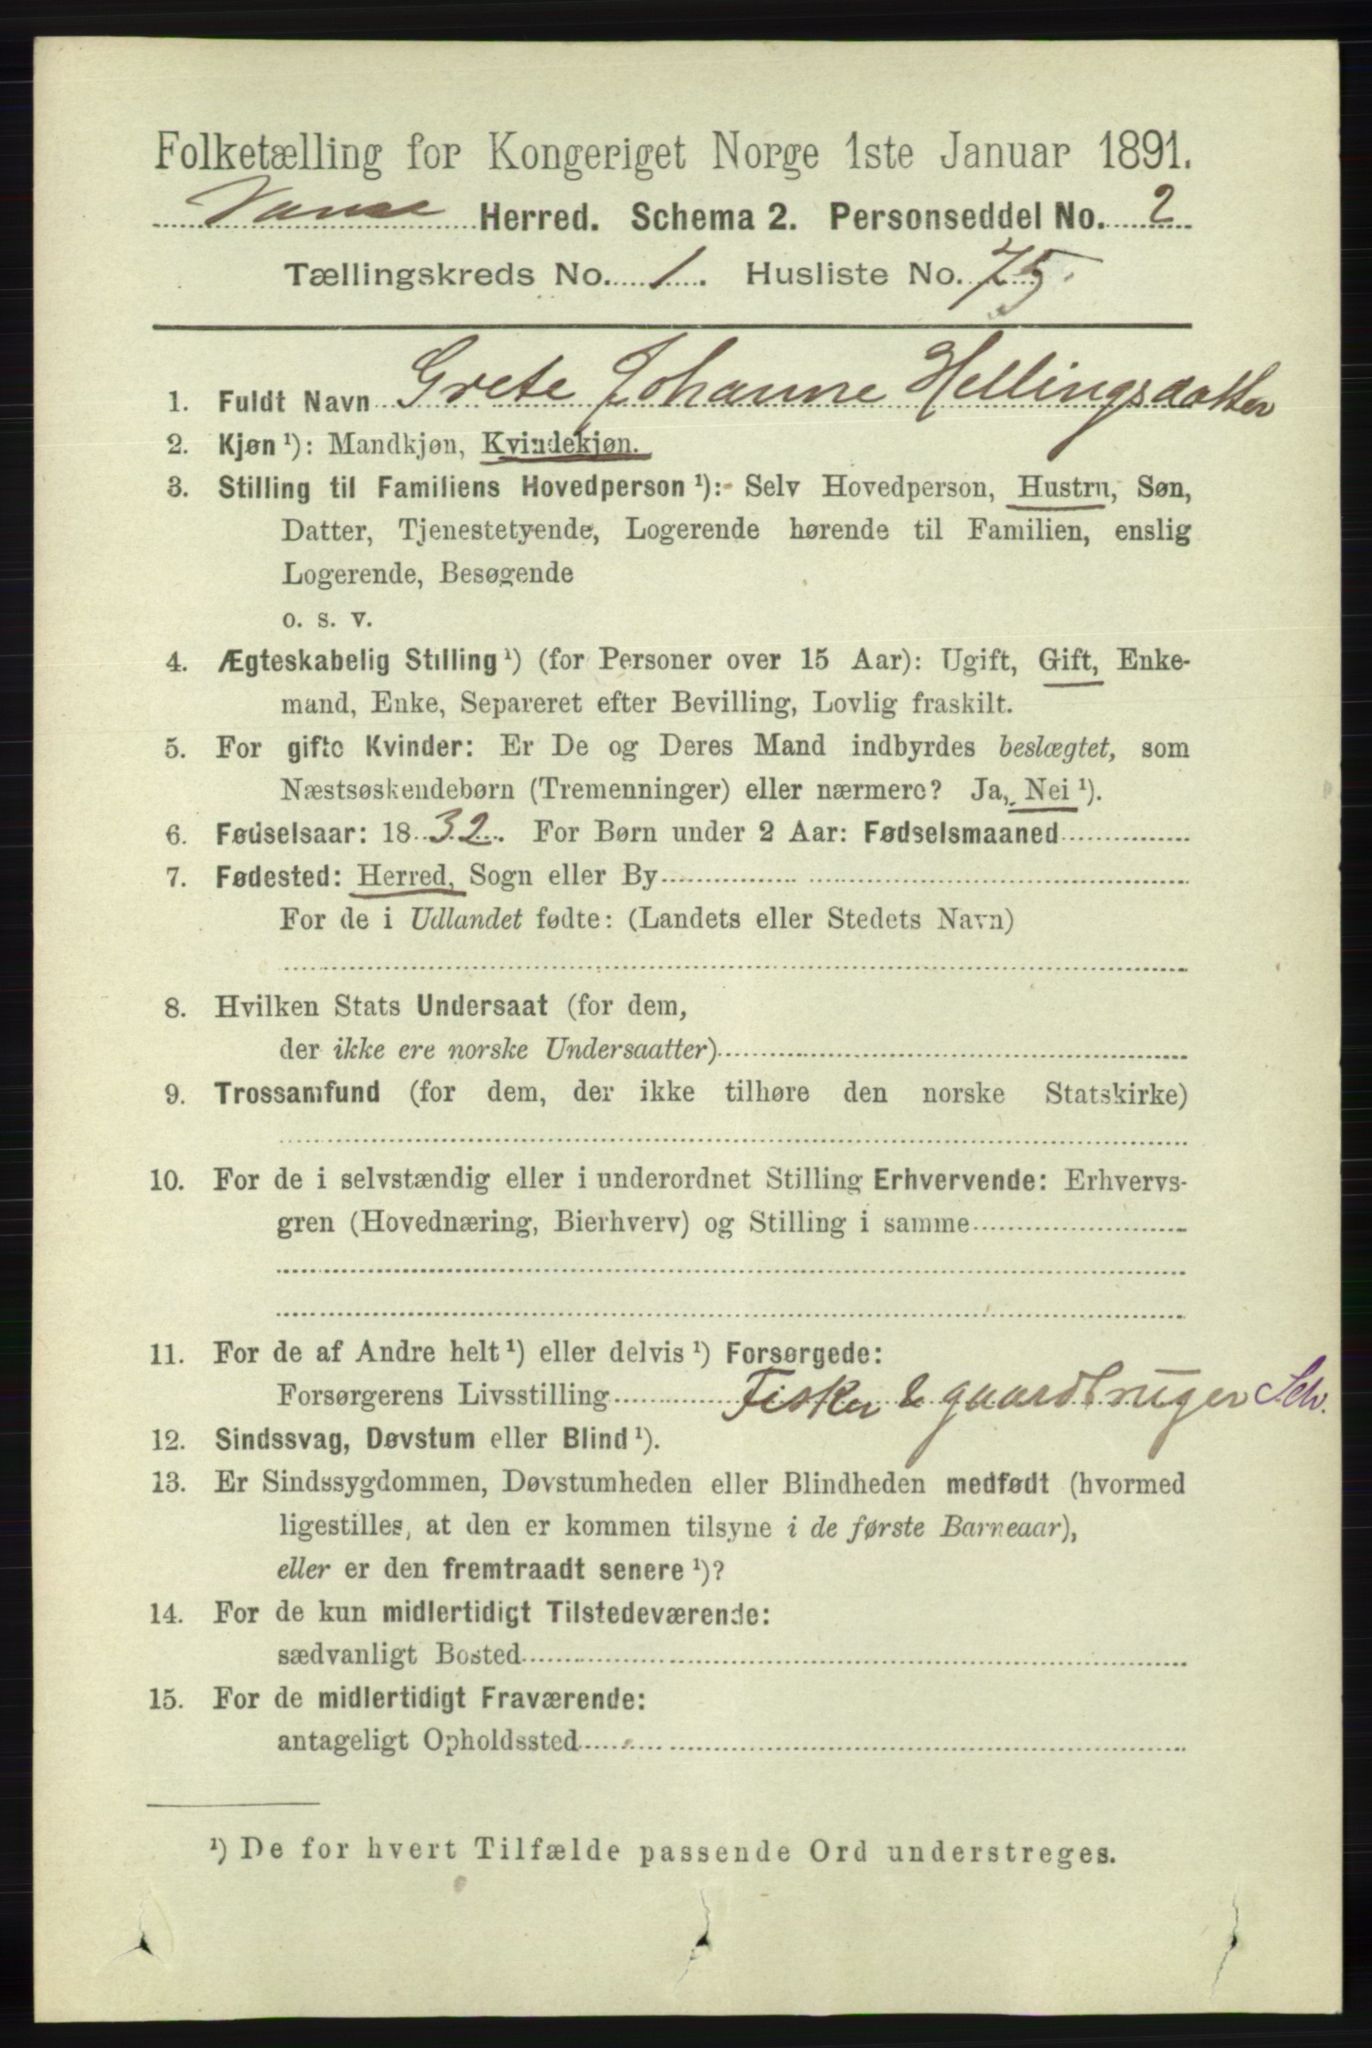 Folketælling for Kongeriget Norge 1ste Januar 1891.
Vanse Herred. Schema 2. Personseddel No. 2
Tællingskreds No. 1. Husliste No. 75.
1. Fuldt Navn Grete Johanne Hellingsdatter
2. Kjøn ¹): Mandkjøn, Kvindekjøn.
3. Stilling til Familiens Hovedperson ¹): Selv Hovedperson, Hustru, Søn,
Datter, Tjenestetyende, Logerende hørende til Familien, enslig
Logerende, Besøgende
o. s. v.
4. Ægteskabelig Stilling ¹) (for Personer over 15 Aar): Ugift, Gift, Enke-
mand, Enke, Separeret efter Bevilling, Lovlig fraskilt.
5. For gifte Kvinder: Er De og Deres Mand indbyrdes beslægtet, som
Næstsøskendebørn (Tremenninger) eller nærmere? Ja, Nei ¹).
6. Fødselsaar: 18 32. For Børn under 2 Aar: Fødselsmaaned
7. Fødested: Herred, Sogn eller By
For de i Udlandet fødte: (Landets eller Stedets Navn)
8. Hvilken Stats Undersaat (for dem,
der ikke ere norske Undersaatter)
9. Trossamfund (for dem, der ikke tilhøre den norske Statskirke)
10. For de i selvstændig eller i underordnet Stilling Erhvervende: Erhvervs-
gren (Hovednæring, Bierhverv) og Stilling i samme
11. For de af Andre helt ¹) eller delvis ¹) Forsørgede:
Forsørgerens Livsstilling Fisker & gaardbruger Selv.
12. Sindssvag, Døvstum eller Blind ¹).
13. Er Sindssygdommen, Døvstumheden eller Blindheden medfødt (hvormed
ligestilles, at den er kommen tilsyne i de første Barneaar),
eller er den fremtraadt senere ¹)?
14. For de kun midlertidigt Tilstedeværende:
sædvanligt Bosted
15. For de midlertidigt Fraværende:
antageligt Opholdssted
¹) De for hvert Tilfælde passende Ord understreges.